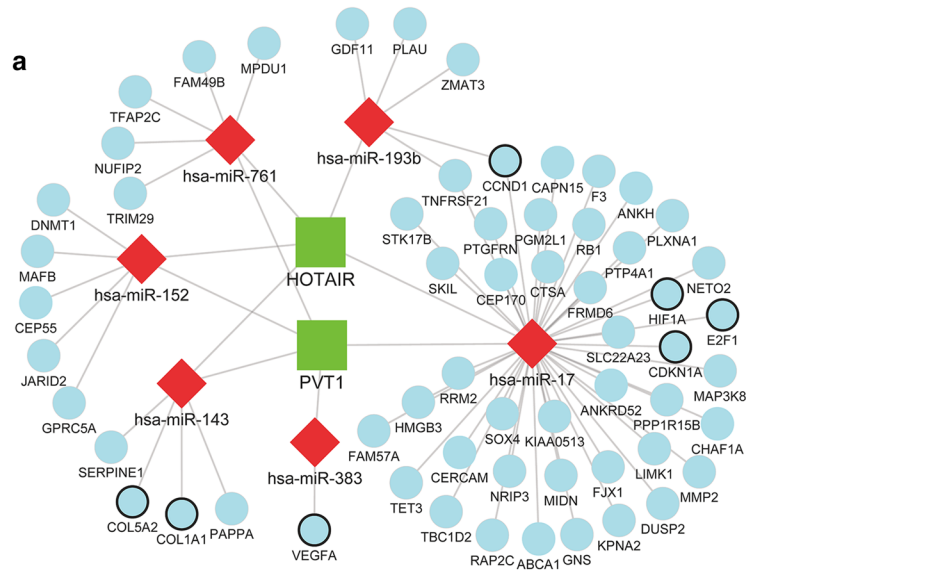 a
GDF11
PLAU
MPDU1
FAM49B
ZMAT3
TFAP2C
hsa-miR-193b
NUFIP2
hsa-miR-761
CCND1
CAPN15
F3
TNFRSF21
ANKH
TRIM29
DNMT1
STK17B
PTGFRN
PGM2L1
RB1
PLXNA1
MAFB
HOTAIR
PTP4A1
hsa-miR-152
SKIL
CEP170
CTSA
NETO2
CEP55
FRMD6
HIF1A
E2F1
SLC22A23
CDKN1A
JARID2
PVT1
hsa-miR-17
MAP3K8
GPRC5A
hsa-miR-143
RRM2
ANKRD52
PPP1R15B
HMGB3
SOX4
KIAA0513
CHAF1A
SERPINE1
FAM57A
hsa-miR-383
CERCAM
LIMK1
NRIP3
MIDN
FJX1
MMP2
TET3
COL5A2
COL1A1
PAPPA
TBC1D2
DUSP2
VEGFA
RAP2C
ABCA1
GNS
KPNA2